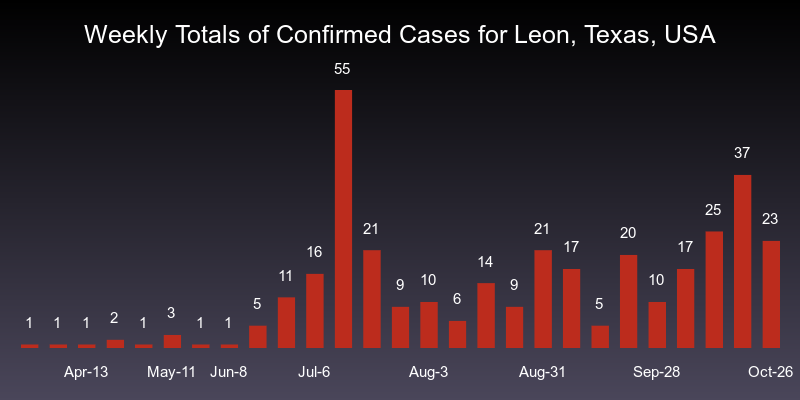 Weekly Totals of Confirmed Cases for Leon, Texas, USA
1 1 1 2 1 3 1 1 5 11 16 55 21 9 10 6 14 9 21 17 5 20 10 17 25 37 23
Apr-13 May-11 Jun-8 Jul-6 Aug-3 Aug-31 Sep-28 Oct-26